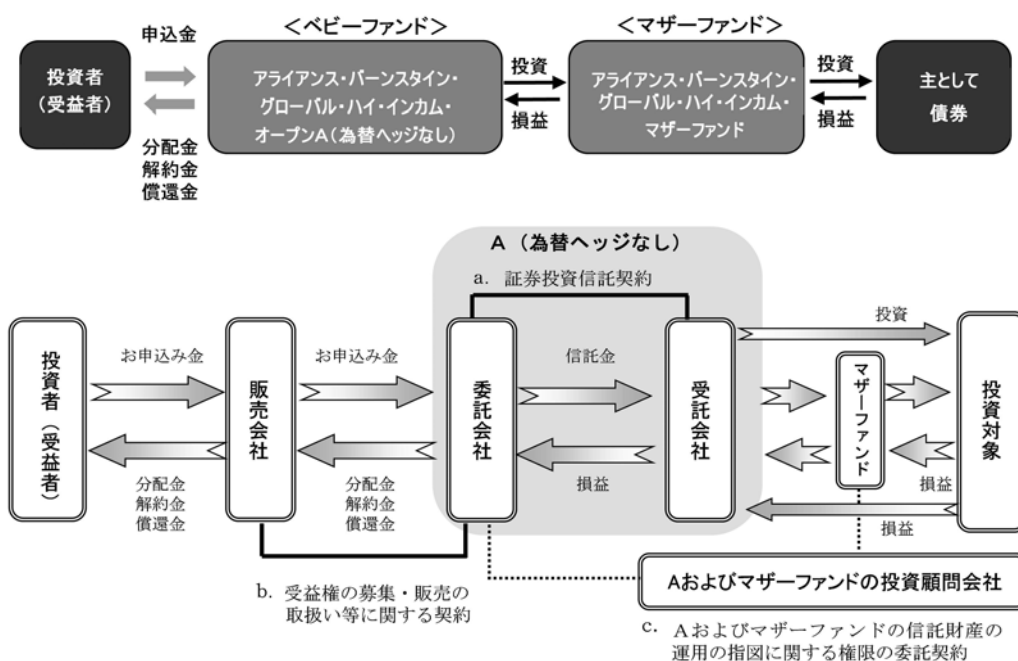 申込金
＜ベビーファンド＞
＜マザーファンド＞
投資者
（受益者）
アライアンス・バーンスタイン・
グローバル・ハイ・インカム・
オープンA（為替ヘッジなし）
投資
損益
アライアンス・バーンスタイン・
グローバル・ハイ・インカム・
マザーファンド
投資
損益
主として
債券
分配金
解約金
償還金
A（為替ヘッジなし）
a. 証券投資信託契約
投資者（受益者）
お申込み金
分配金
解約金
償還金
販売会社
お申込み金
分配金
解約金
償還金
委託会社
信託金
損益
受託会社
投資
マザーファンド
損益
損益
投資対象
b. 受益権の募集・販売の
取扱い等に関する契約
Aおよびマザーファンドの投資顧問会社
c. Aおよびマザーファンドの信託財産の
運用の指図に関する権限の委託契約